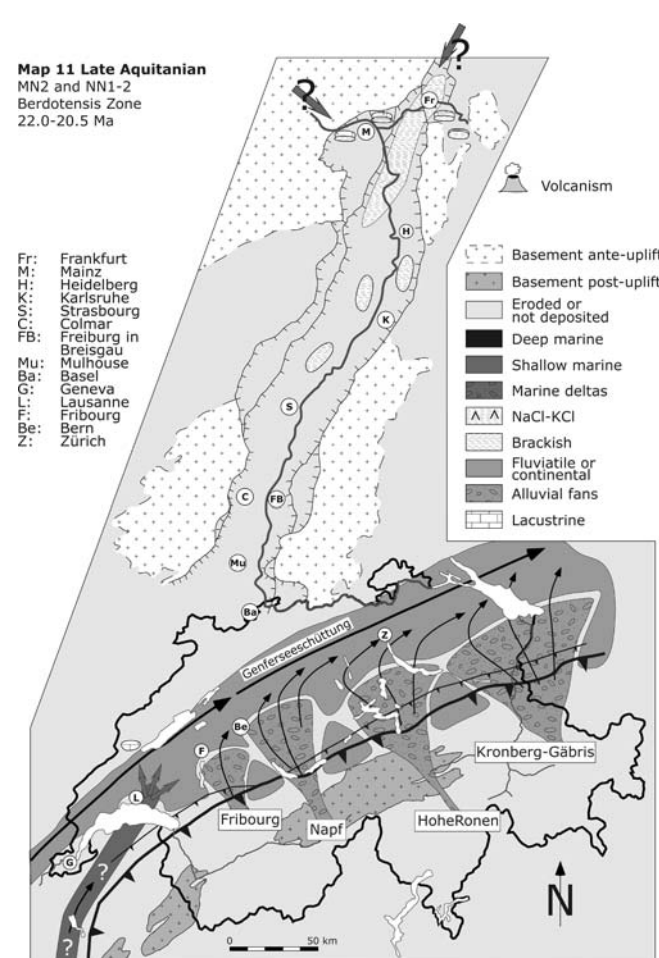 Map 11 Late Aquitanian
MN2 and NN1-2
Berdotensis Zone
22.0-20.5 Ma
?
?
Fr
M
H
K
S
C
FB
Mu
Ba
Volcanism
Fr: Frankfurt
M: Mainz
H: Heidelberg
K: Karlsruhe
S: Strasbourg
C: Colmar
FB: Freiburg in
Breisgau
Mu: Mulhouse
Ba: Basel
G: Geneva
L: Lausanne
F: Fribourg
Be: Bern
Z: Zürich
Basement ante-uplift
Basement post-uplift
Eroded or
not deposited
Deep marine
Shallow marine
Marine deltas
NaCl-KCl
Brackish
Fluviatile or
continental
Alluvial fans
Lacustrine
Genferseeschüttung
Z
Be
F
L
G
Kronberg-Gäbris
HoheRonen
Napf
Fribourg
?
?
N
0 50 km